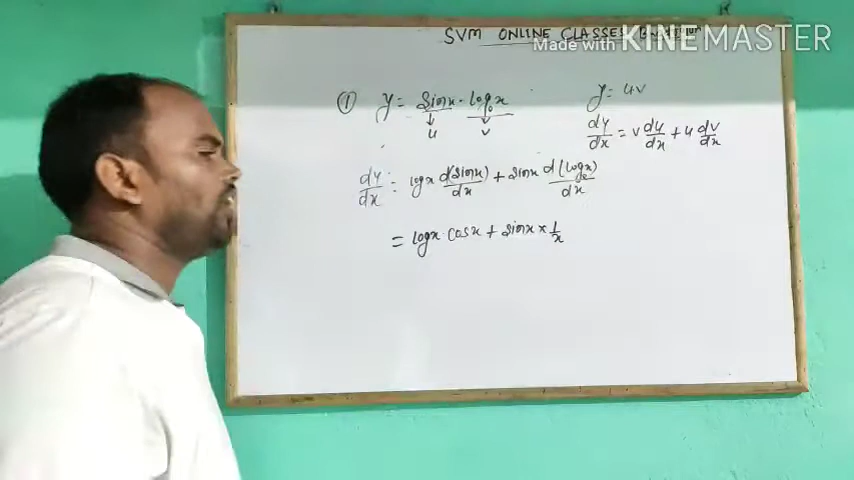 SVM ONLINE CLASSES
Made with KINEMASTER
① y = sinx · logx
u v
y = uv
dy/dx = v du/dx + u dv/dx
dy/dx = logx d(sinx)/dx + sinx d(logx)/dx
= logx · cosx + sinx × 1/x